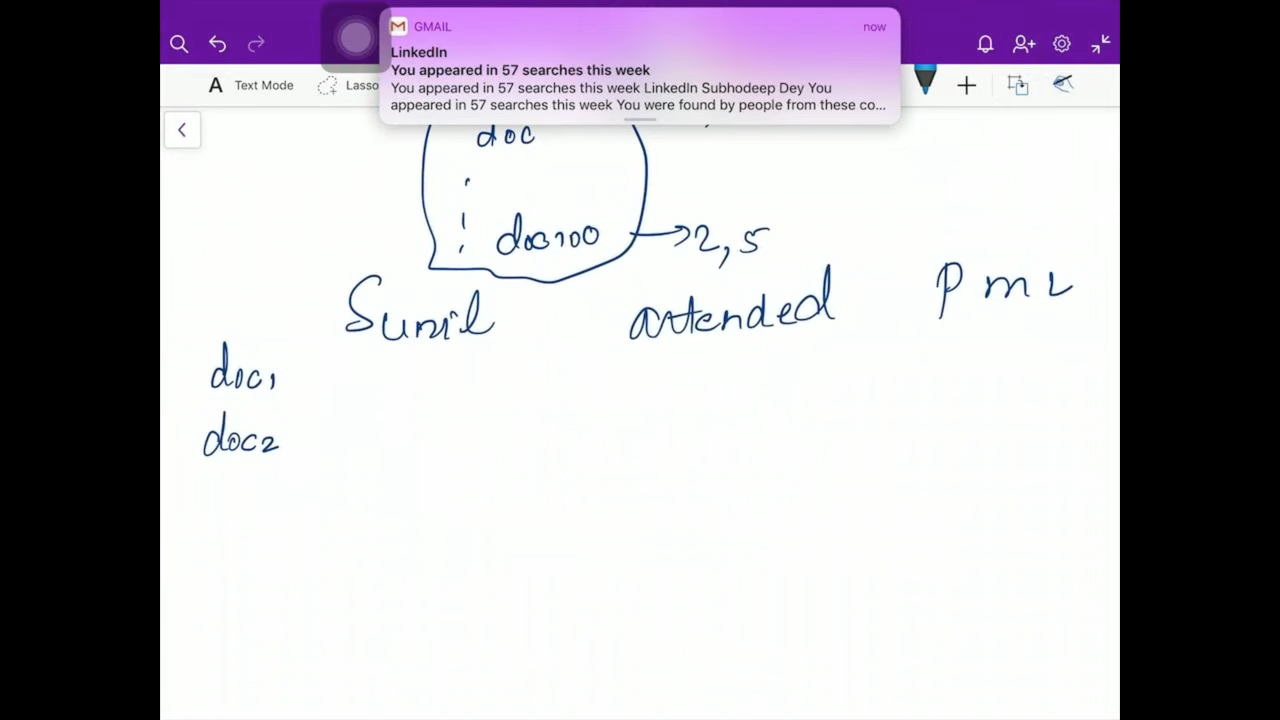 GMAIL
now
LinkedIn
You appeared in 57 searches this week
You appeared in 57 searches this week LinkedIn Subhodeep Dey You
appeared in 57 searches this week You were found by people from these co...
A Text Mode Lasso
doc
doc100 → 2, 5
Sunil attended PML
doc1
doc2